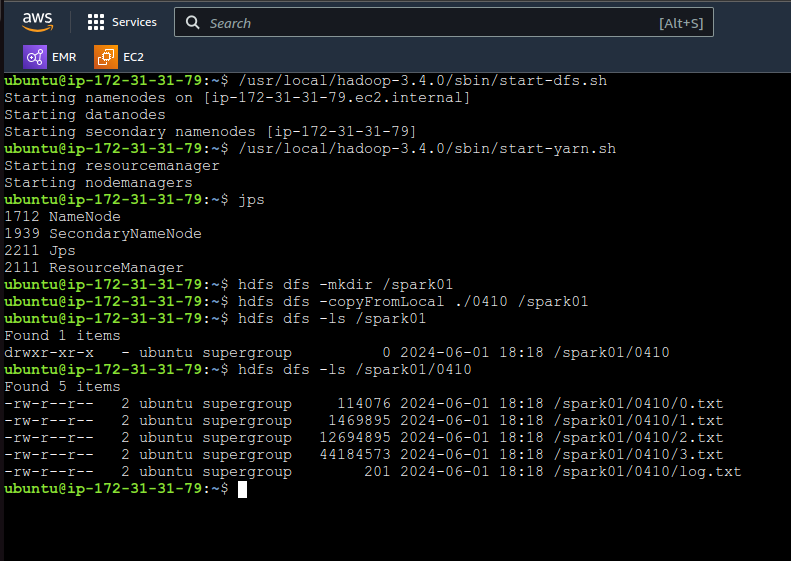 aws
Services
Search
[Alt+S]
EMR
EC2
ubuntu@ip-172-31-31-79:~$ /usr/local/hadoop-3.4.0/sbin/start-dfs.sh
Starting namenodes on [ip-172-31-31-79.ec2.internal]
Starting datanodes
Starting secondary namenodes [ip-172-31-31-79]
ubuntu@ip-172-31-31-79:~$ /usr/local/hadoop-3.4.0/sbin/start-yarn.sh
Starting resourcemanager
Starting nodemanagers
ubuntu@ip-172-31-31-79:~$ jps
1712 NameNode
1939 SecondaryNameNode
2211 Jps
2111 ResourceManager
ubuntu@ip-172-31-31-79:~$ hdfs dfs -mkdir /spark01
ubuntu@ip-172-31-31-79:~$ hdfs dfs -copyFromLocal ./0410 /spark01
ubuntu@ip-172-31-31-79:~$ hdfs dfs -ls /spark01
Found 1 items
drwxr-xr-x   - ubuntu supergroup          0 2024-06-01 18:18 /spark01/0410
ubuntu@ip-172-31-31-79:~$ hdfs dfs -ls /spark01/0410
Found 5 items
-rw-r--r--   2 ubuntu supergroup     114076 2024-06-01 18:18 /spark01/0410/0.txt
-rw-r--r--   2 ubuntu supergroup    1469895 2024-06-01 18:18 /spark01/0410/1.txt
-rw-r--r--   2 ubuntu supergroup   12694895 2024-06-01 18:18 /spark01/0410/2.txt
-rw-r--r--   2 ubuntu supergroup   44184573 2024-06-01 18:18 /spark01/0410/3.txt
-rw-r--r--   2 ubuntu supergroup        201 2024-06-01 18:18 /spark01/0410/log.txt
ubuntu@ip-172-31-31-79:~$